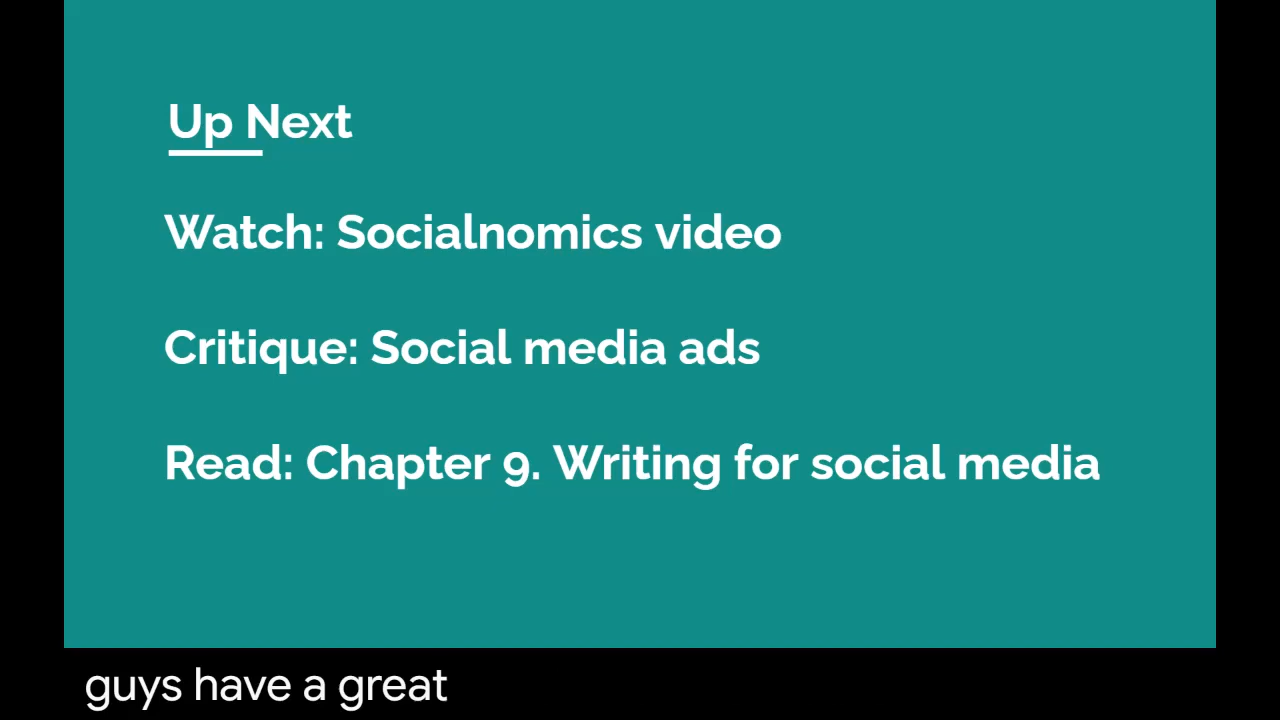 Up Next
Watch: Socialnomics video
Critique: Social media ads
Read: Chapter 9. Writing for social media
guys have a great